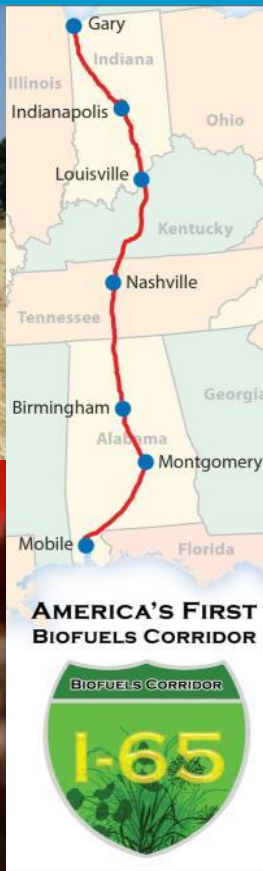 Gary
Indiana
Illinois
Indianapolis
Ohio
Louisville
Kentucky
Nashville
Tennessee
Georgia
Birmingham
Alabama
Montgomery
Mobile
Florida
AMERICA'S FIRST
BIOFUELS CORRIDOR
BIOFUELS CORRIDOR
I-65